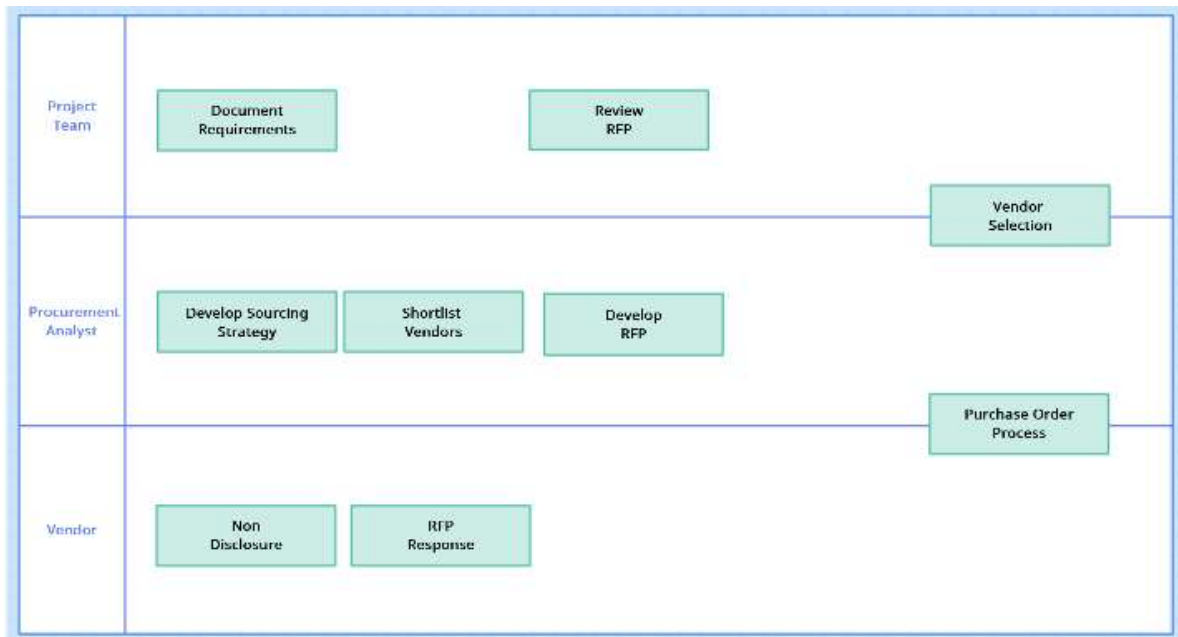 Project
Team
Document
Requirements
Review
RFP
Vendor
Selection
Procurement
Analyst
Develop Sourcing
Strategy
Shortlist
Vendors
Develop
RFP
Purchase Order
Process
Vendor
Non
Disclosure
RFP
Response